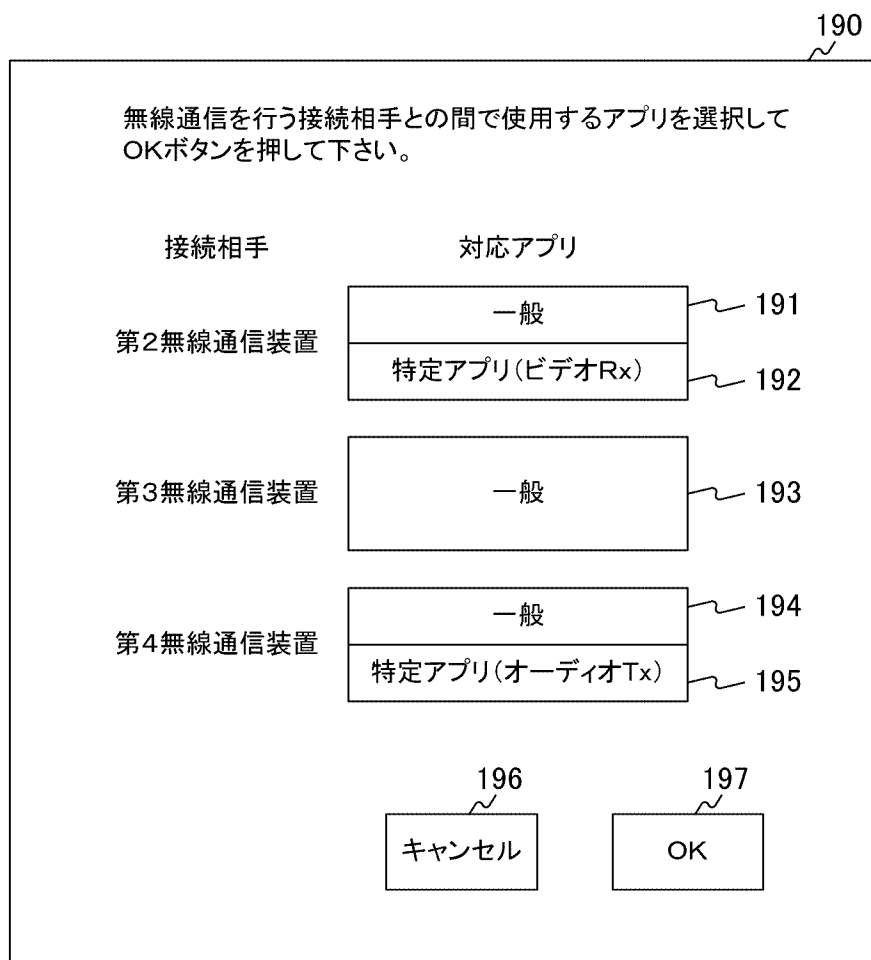 190
無線通信を行う接続相手との間で使用するアプリを選択して
OKボタンを押して下さい。
接続相手 対応アプリ
一般 191
第2無線通信装置
特定アプリ(ビデオRx) 192
第3無線通信装置 一般 193
一般 194
第4無線通信装置
特定アプリ(オーディオTx) 195
196 197
キャンセル OK